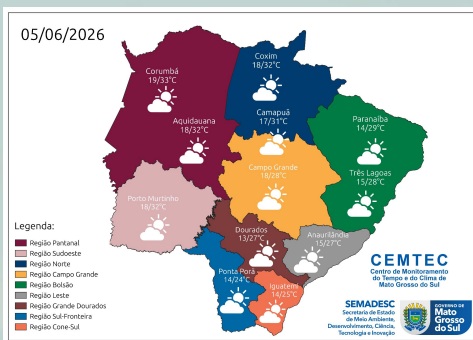 05/06/2026
Coxim
18/32°C
Corumbá
19/33°C
Camapuã
17/31°C
Aquidauana
18/32°C
Paranaíba
14/29°C
Campo Grande
18/28°C
Três Lagoas
15/28°C
Porto Murtinho
18/32°C
Dourados
13/27°C
Anaurilândia
15/27°C
Ponta Porã
14/24°C
Iguatemi
14/25°C
Legenda:
Região Pantanal
Região Sudoeste
Região Norte
Região Campo Grande
Região Bolsão
Região Leste
Região Grande Dourados
Região Sul-Fronteira
Região Cone-Sul
CEMTEC
Centro de Monitoramento
do Tempo e do Clima de
Mato Grosso do Sul
SEMADESC
Secretaria de Estado
de Meio Ambiente,
Desenvolvimento, Ciência,
Tecnologia e Inovação
GOVERNO DE
Mato
Grosso
do Sul